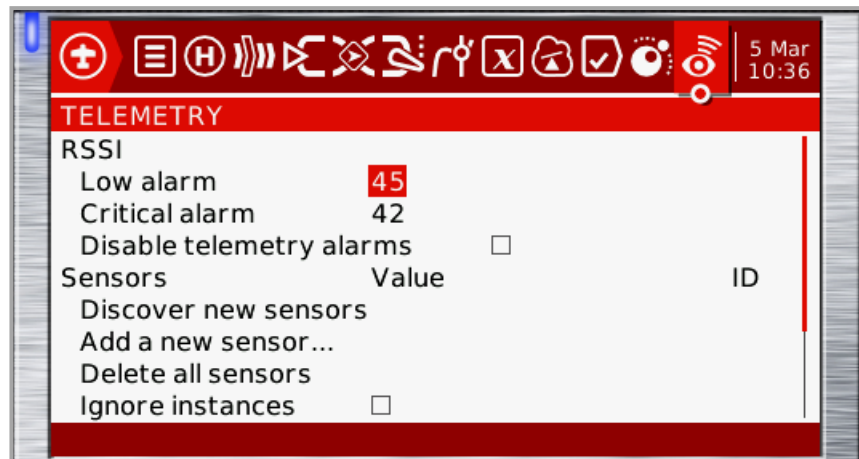 5 Mar
10:36
TELEMETRY
RSSI
Low alarm 45
Critical alarm 42
Disable telemetry alarms
Sensors Value ID
Discover new sensors
Add a new sensor...
Delete all sensors
Ignore instances